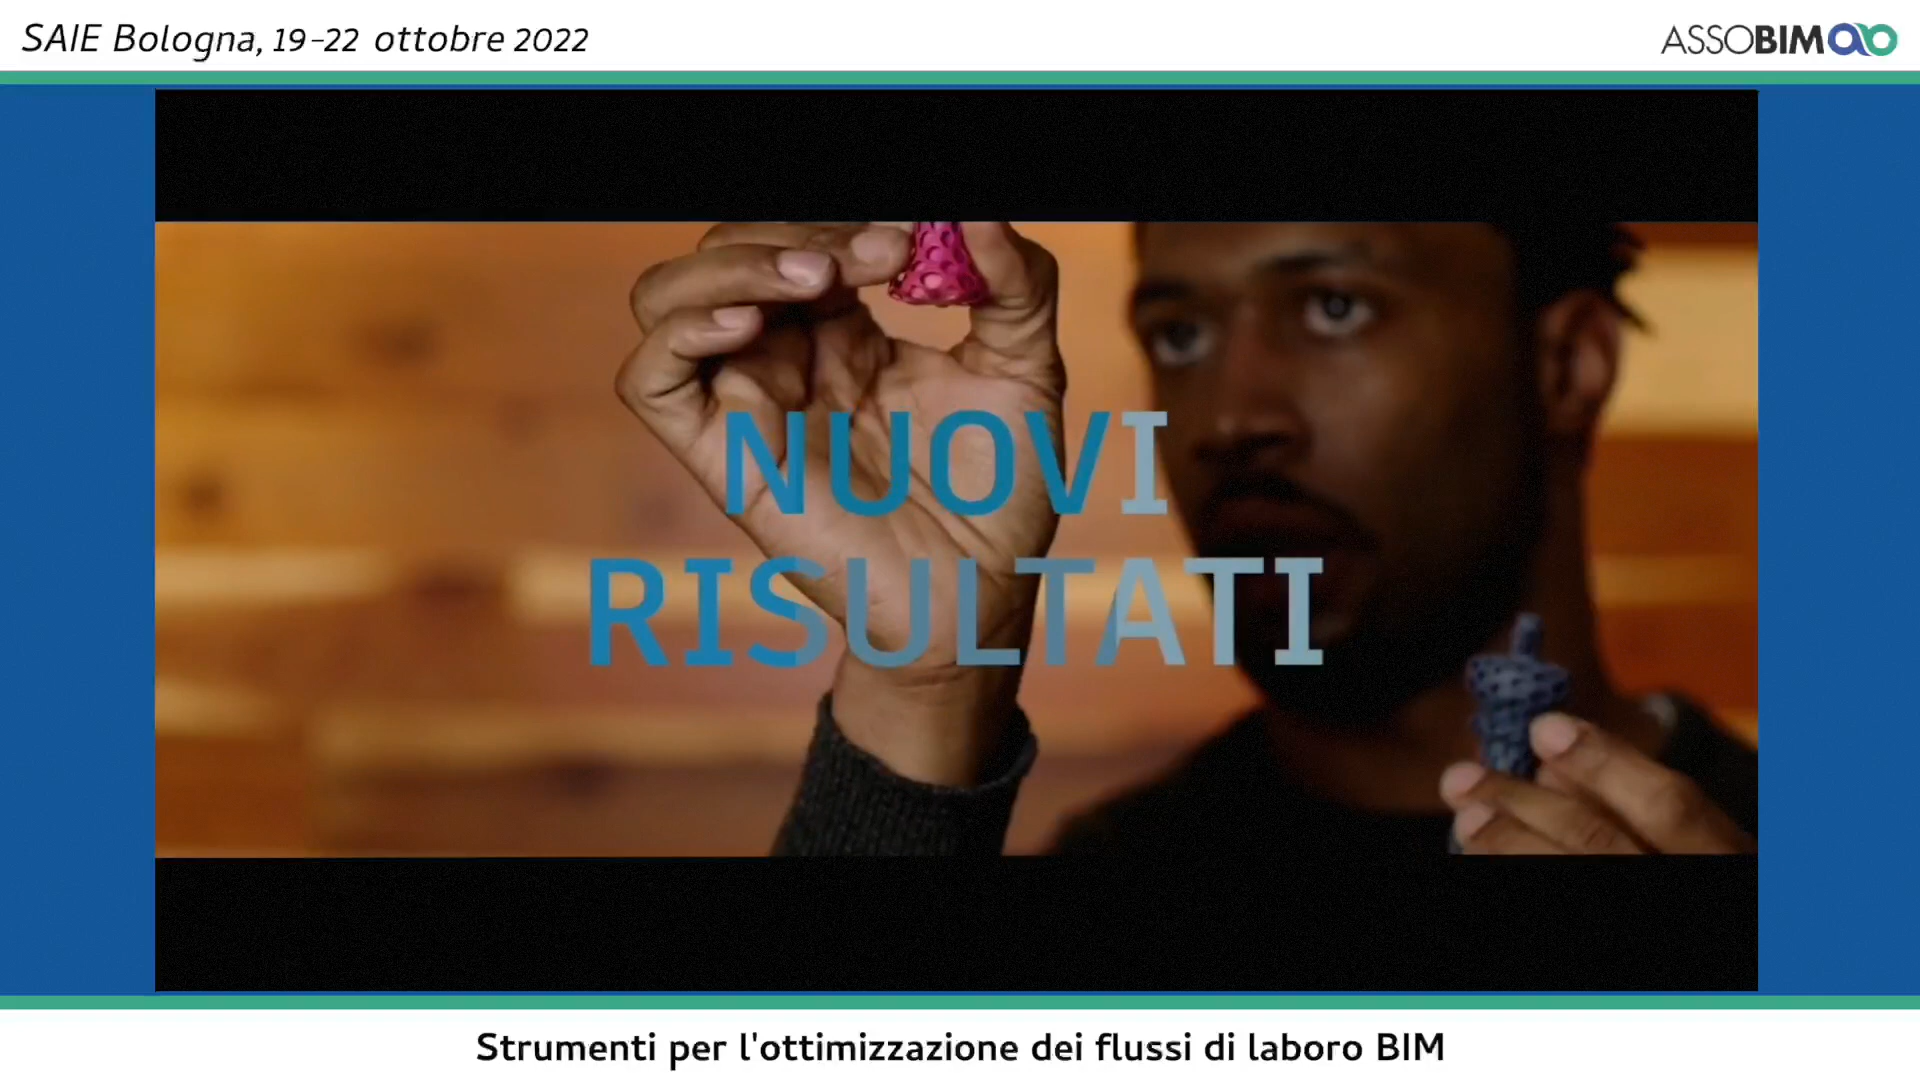 SAIE Bologna, 19-22 ottobre 2022
ASSOBIM
NUOVI
RISULTATI
Strumenti per l'ottimizzazione dei flussi di laboro BIM